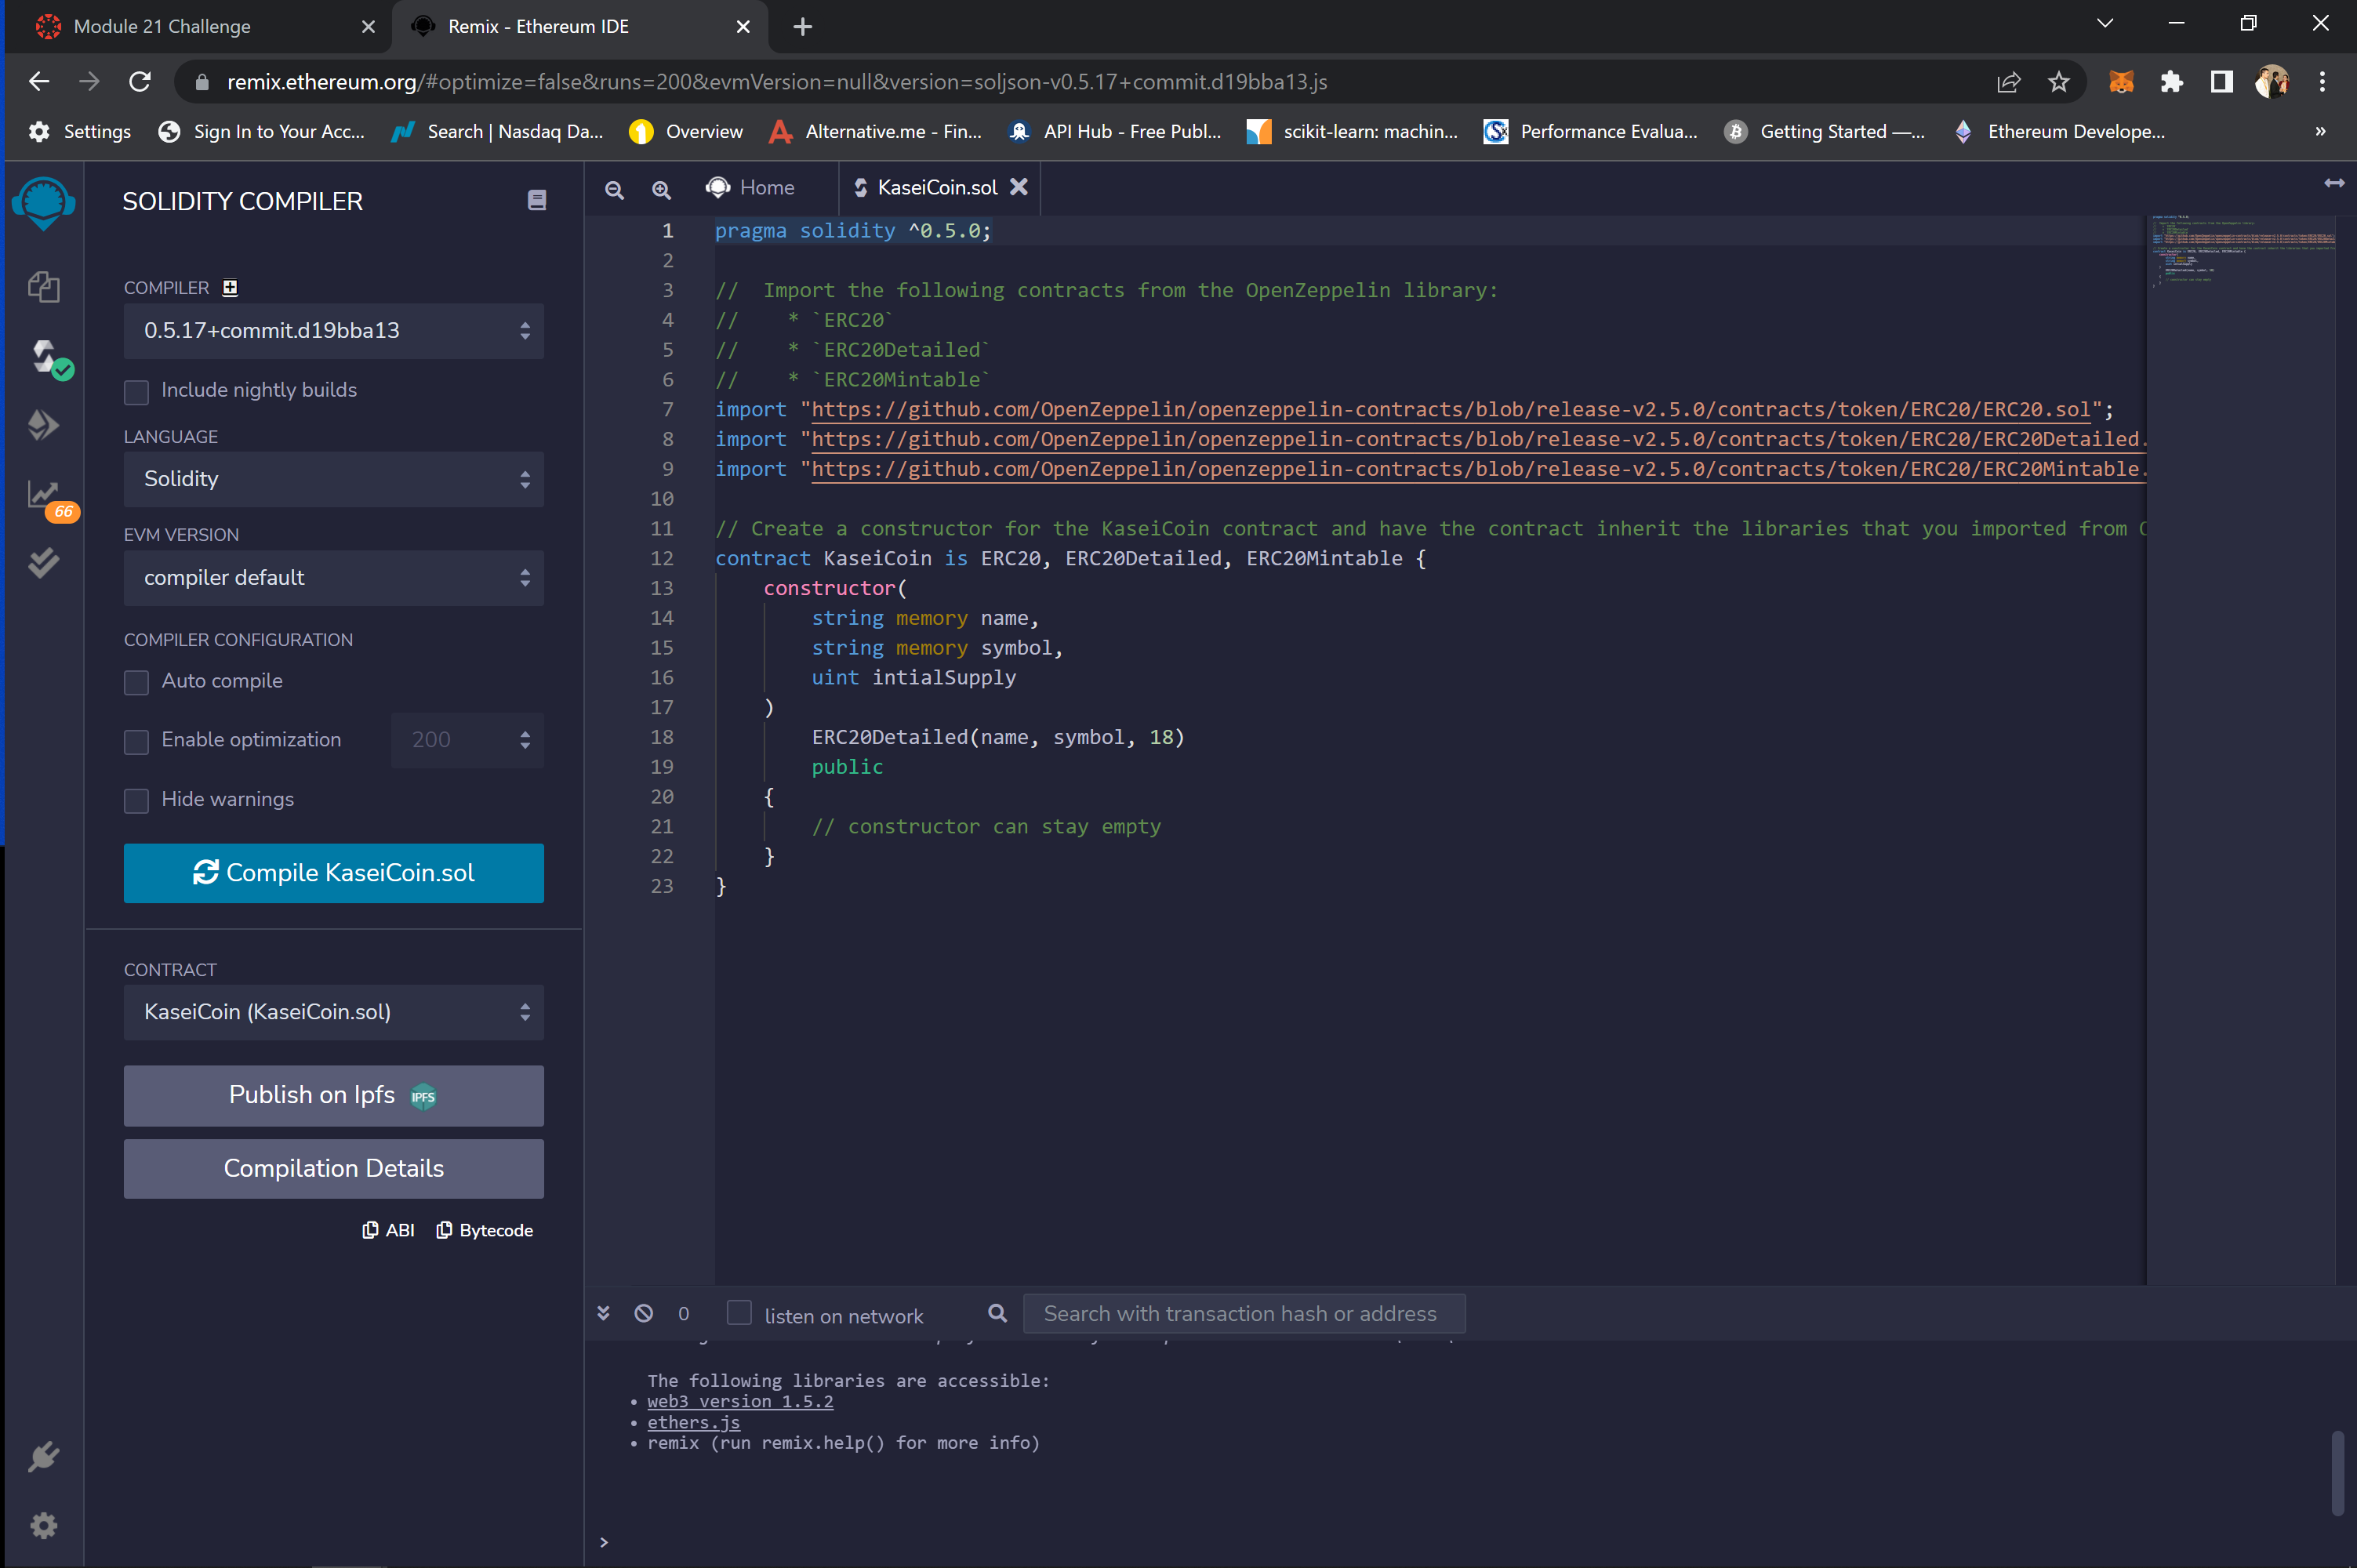 Module 21 Challenge
Remix - Ethereum IDE
remix.ethereum.org/#optimize=false&runs=200&evmVersion=null&version=soljson-v0.5.17+commit.d19bba13.js
Settings
Sign In to Your Acc...
Search | Nasdaq Da...
Overview
Alternative.me - Fin...
API Hub - Free Publ...
scikit-learn: machin...
Performance Evalua...
Getting Started —...
Ethereum Develope...
»
SOLIDITY COMPILER
COMPILER
0.5.17+commit.d19bba13
Include nightly builds
LANGUAGE
Solidity
EVM VERSION
compiler default
COMPILER CONFIGURATION
Auto compile
Enable optimization 200
Hide warnings
Compile KaseiCoin.sol
CONTRACT
KaseiCoin (KaseiCoin.sol)
Publish on Ipfs IPFS
Compilation Details
ABI Bytecode
66
Home
KaseiCoin.sol
1 pragma solidity ^0.5.0;
2
3 //  Import the following contracts from the OpenZeppelin library:
4 //    * `ERC20`
5 //    * `ERC20Detailed`
6 //    * `ERC20Mintable`
7 import "https://github.com/OpenZeppelin/openzeppelin-contracts/blob/release-v2.5.0/contracts/token/ERC20/ERC20.sol";
8 import "https://github.com/OpenZeppelin/openzeppelin-contracts/blob/release-v2.5.0/contracts/token/ERC20/ERC20Detailed.
9 import "https://github.com/OpenZeppelin/openzeppelin-contracts/blob/release-v2.5.0/contracts/token/ERC20/ERC20Mintable.
10
11 // Create a constructor for the KaseiCoin contract and have the contract inherit the libraries that you imported from
12 contract KaseiCoin is ERC20, ERC20Detailed, ERC20Mintable {
13     constructor(
14         string memory name,
15         string memory symbol,
16         uint intialSupply
17     )
18         ERC20Detailed(name, symbol, 18)
19         public
20     {
21         // constructor can stay empty
22     }
23 }
0 listen on network Search with transaction hash or address
The following libraries are accessible:
• web3 version 1.5.2
• ethers.js
• remix (run remix.help() for more info)
>